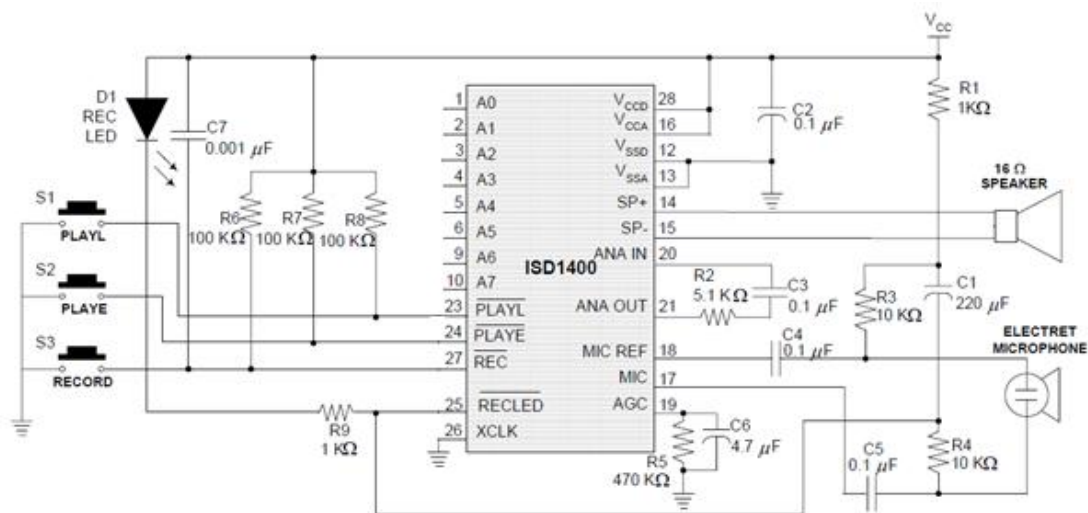 V CC
D1
REC
LED
C7
0.001 µF
S1
PLAYL
S2
PLAYE
S3
RECORD
R6
100 KΩ
R7
100 KΩ
R8
100 KΩ
R9
1 KΩ
ISD1400
1 A0
2 A1
3 A2
4 A3
5 A4
6 A5
9 A6
10 A7
23 PLAYL
24 PLAYE
27 REC
25 RECLED
26 XCLK
VCCD 28
VCCA 16
VSSD 12
VSSA 13
SP+ 14
SP- 15
ANA IN 20
ANA OUT 21
MIC REF 18
MIC 17
AGC 19
C2
0.1 µF
R1
1KΩ
16 Ω
SPEAKER
R2
5.1 KΩ
C3
0.1 µF
R3
10 KΩ
C1
220 µF
C4
0.1 µF
ELECTRET
MICROPHONE
R5
470 KΩ
C6
4.7 µF
C5
0.1 µF
R4
10 KΩ